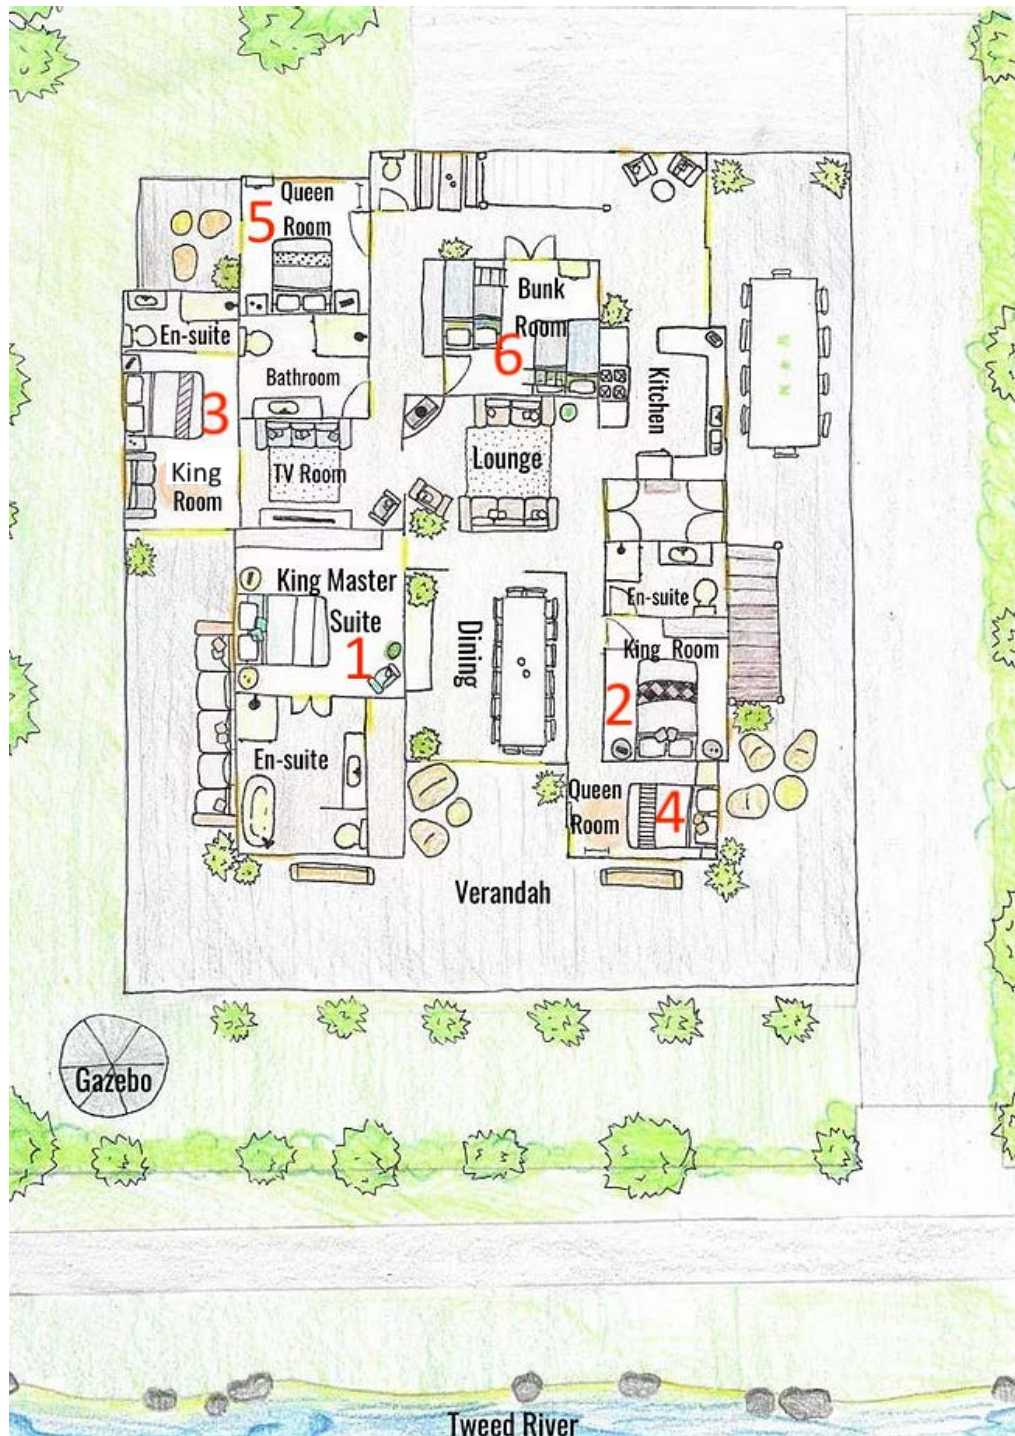 Queen
Room
5
Bunk
Room
6
En-suite
Bathroom
3
King
Room
TV Room
Lounge
Kitchen
King Master
Suite
1
Dining
En-suite
King Room
2
En-suite
Queen
Room
4
Verandah
Gazebo
Tweed River